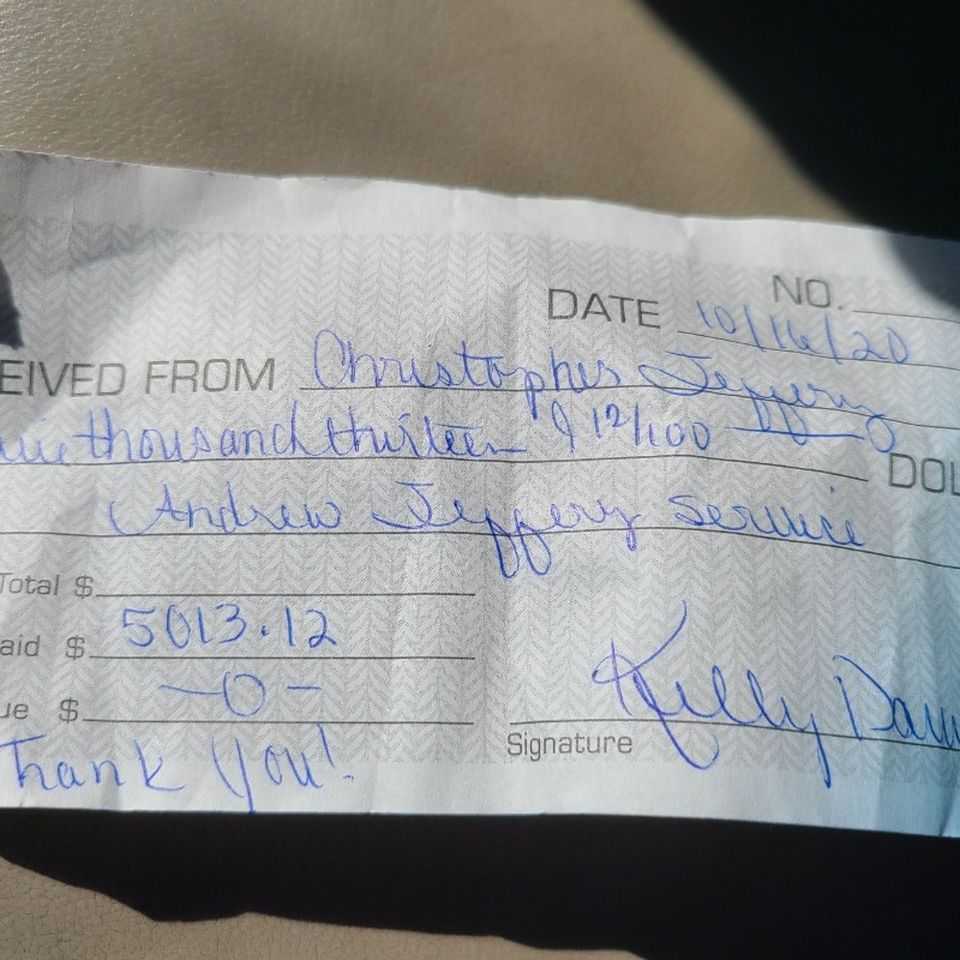 NO.
DATE 10/16/20
EIVED FROM Christopher Jeffery
thousand thirteen & 12/100 DOL
Andrew Jeffery Service
Total $
aid $ 5013.12
ue $ -0-
Signature Kelly
Thank You!